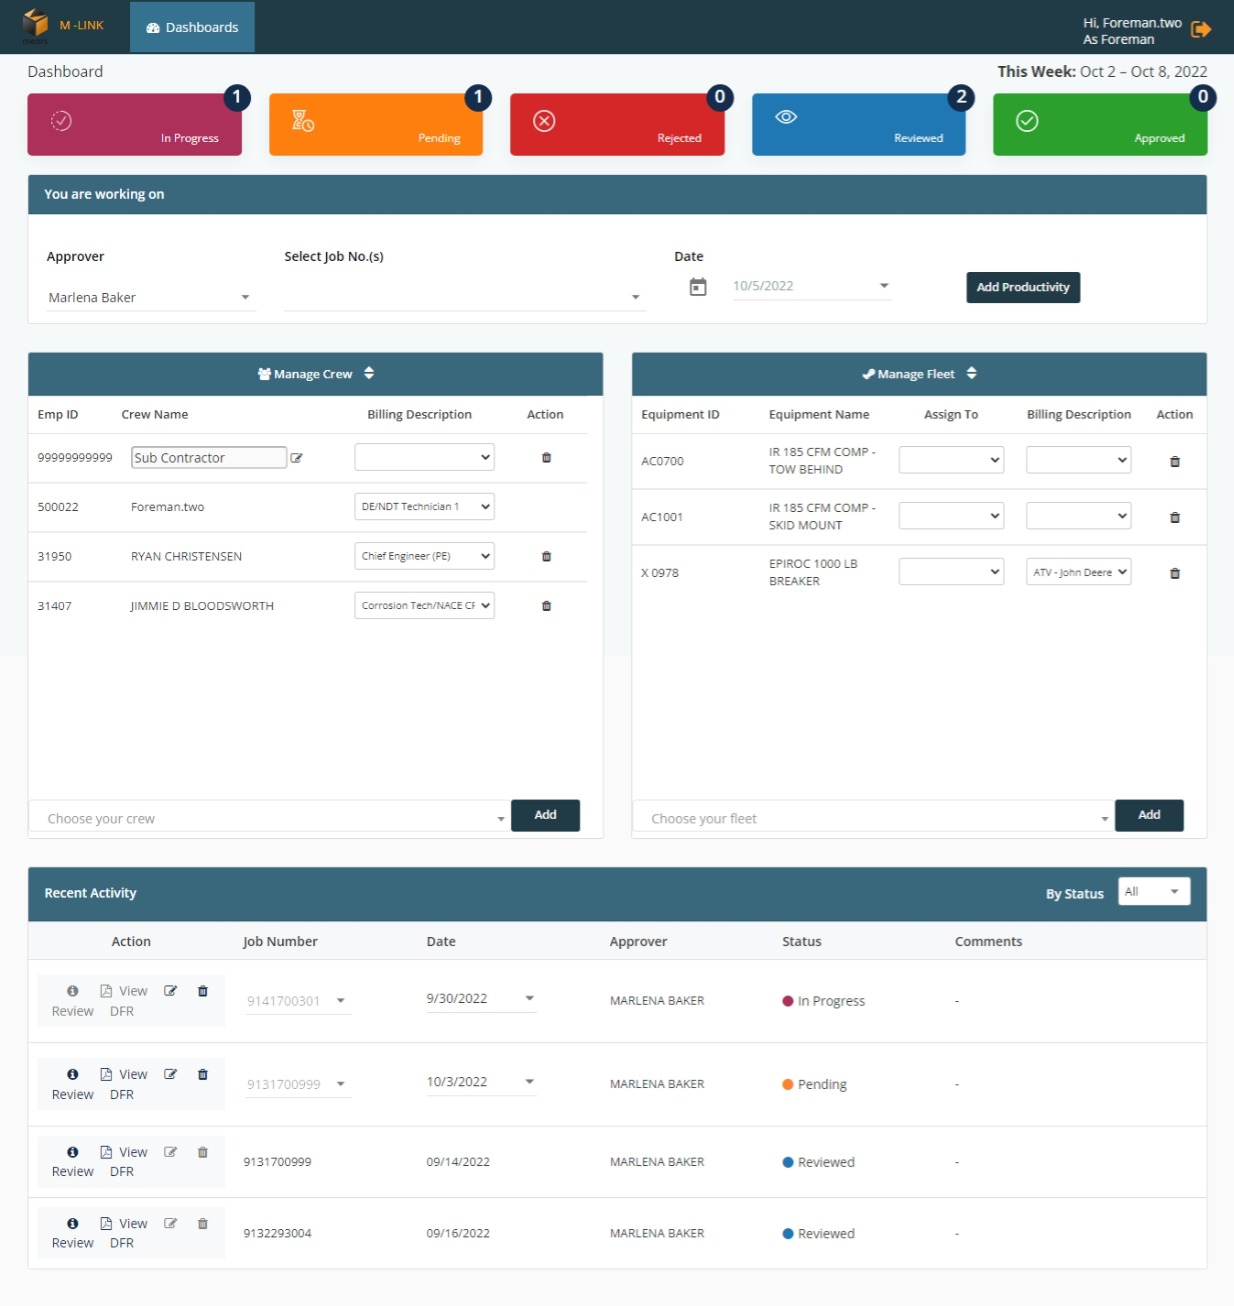 M -LINK
Dashboards
Hi, Foreman.two
As Foreman
Dashboard
This Week: Oct 2 – Oct 8, 2022
1
In Progress
1
Pending
0
Rejected
2
Reviewed
0
Approved
You are working on
Approver
Select Job No.(s)
Date
Marlena Baker
10/5/2022
Add Productivity
Manage Crew
Emp ID Crew Name Billing Description Action
99999999999 Sub Contractor
500022 Foreman.two DE/NDT Technician 1
31950 RYAN CHRISTENSEN Chief Engineer (PE)
31407 JIMMIE D BLOODSWORTH Corrosion Tech/NACE CF
Choose your crew Add
Manage Fleet
Equipment ID Equipment Name Assign To Billing Description Action
AC0700 IR 185 CFM COMP -
TOW BEHIND
AC1001 IR 185 CFM COMP -
SKID MOUNT
X 0978 EPIROC 1000 LB
BREAKER ATV - John Deere
Choose your fleet Add
Recent Activity
By Status All
Action Job Number Date Approver Status Comments
Review View
DFR 9141700301 9/30/2022 MARLENA BAKER In Progress -
Review View
DFR 9131700999 10/3/2022 MARLENA BAKER Pending -
Review View
DFR 9131700999 09/14/2022 MARLENA BAKER Reviewed -
Review View
DFR 9132293004 09/16/2022 MARLENA BAKER Reviewed -